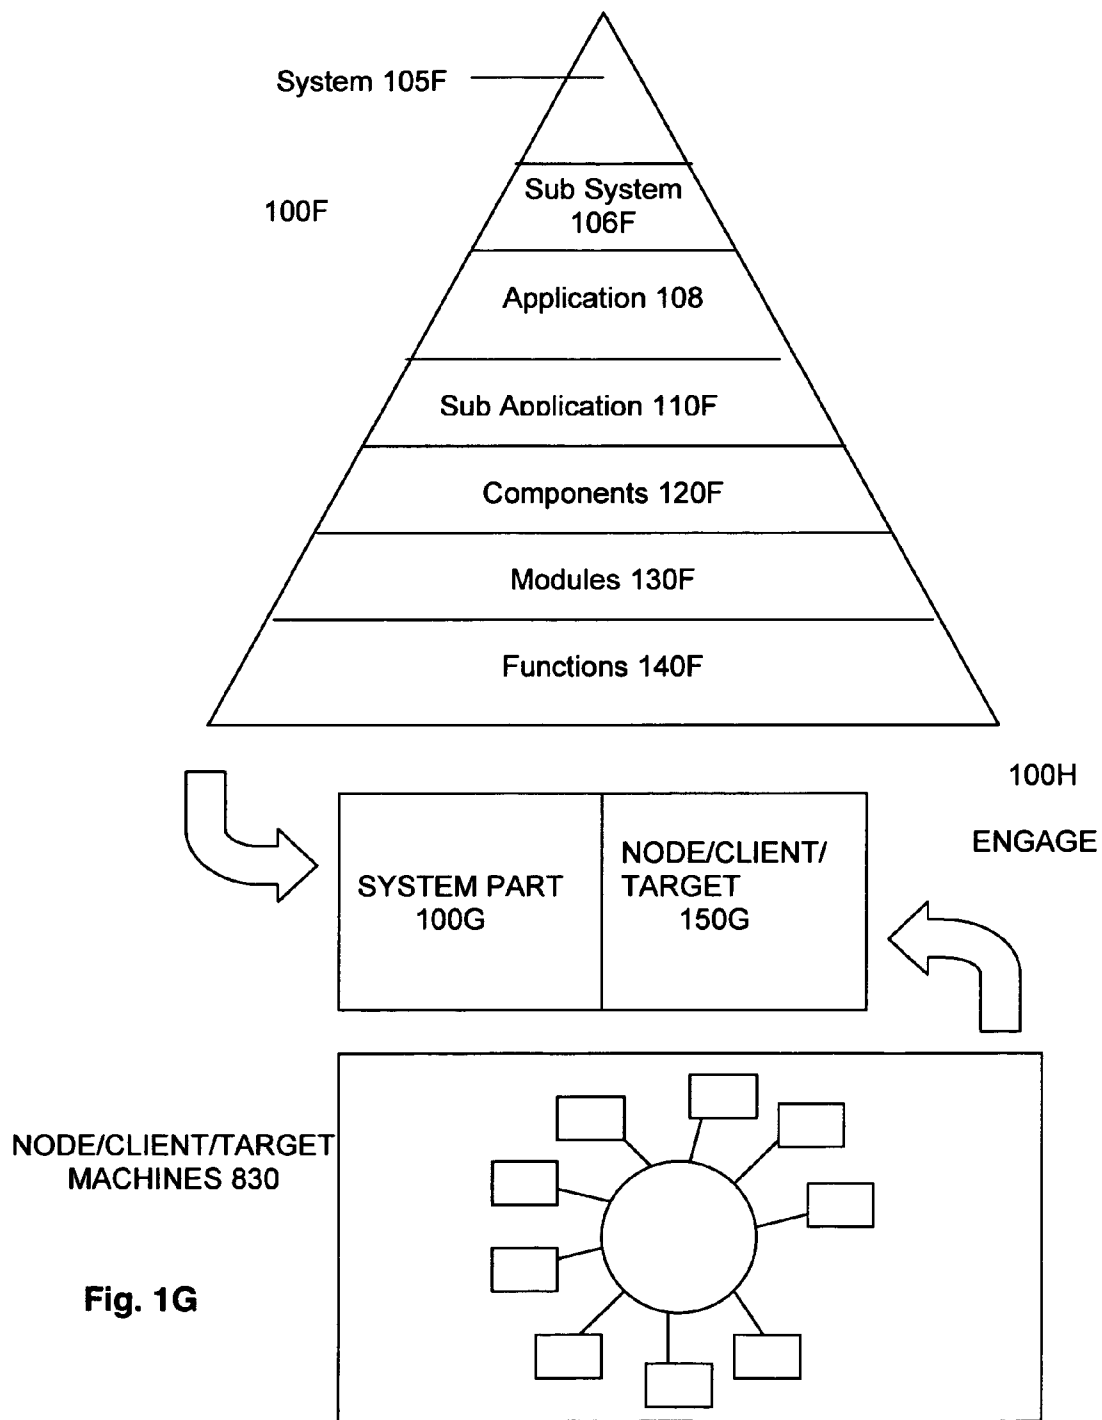 System 105F
100F
Sub System
106F
Application 108
Sub Application 110F
Components 120F
Modules 130F
Functions 140F
100H
ENGAGE
SYSTEM PART
100G
NODE/CLIENT/
TARGET
150G
NODE/CLIENT/TARGET
MACHINES 830
Fig. 1G